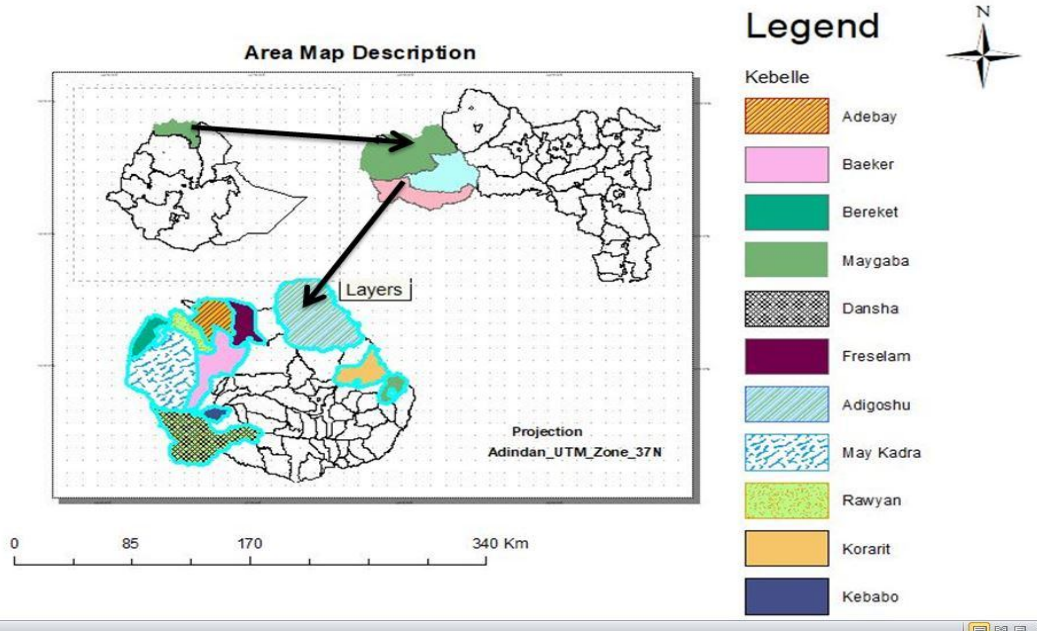 Area Map Description
Layers
Projection
Adindan_UTM_Zone_37N
0 85 170 340 Km
N
Legend
Kebelle
Adebay
Baeker
Bereket
Maygaba
Dansha
Freselam
Adigoshu
May Kadra
Rawyan
Korarit
Kebabo